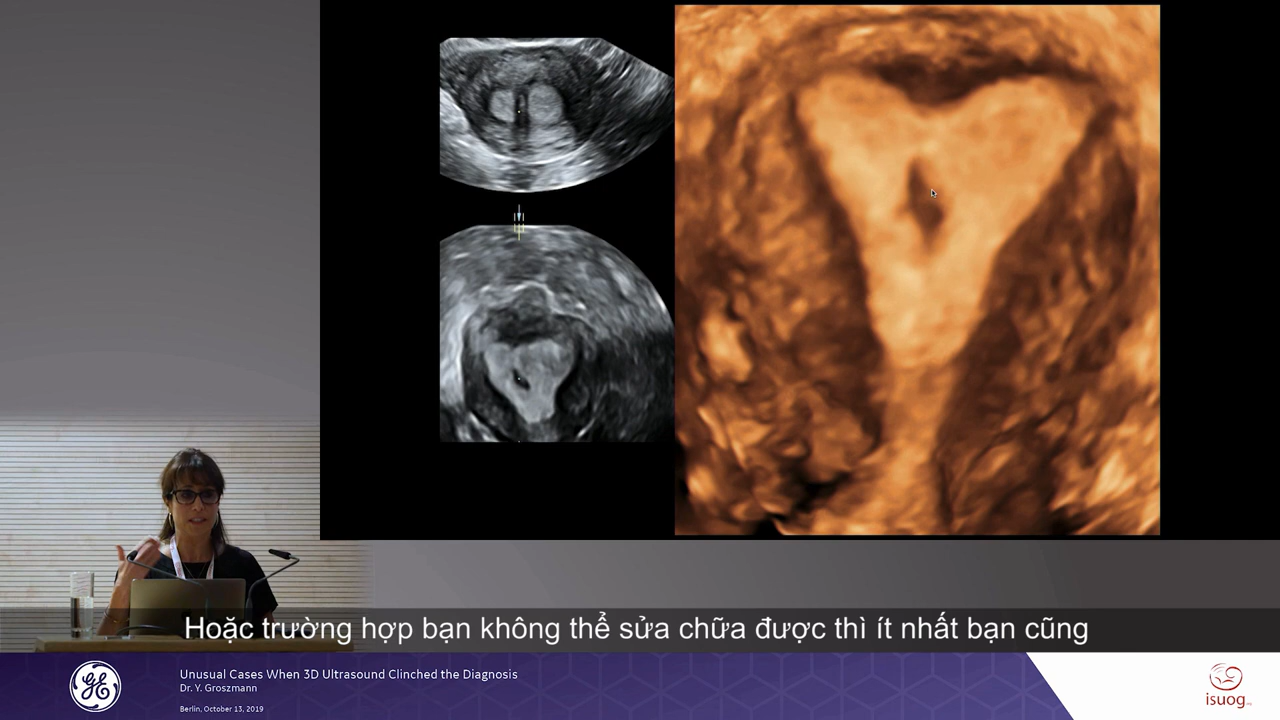 Hoặc trường hợp bạn không thể sửa chữa được thì ít nhất bạn cũng
Unusual Cases When 3D Ultrasound Clinched the Diagnosis
Dr. Y. Groszmann
Berlin, October 13, 2019
isuog